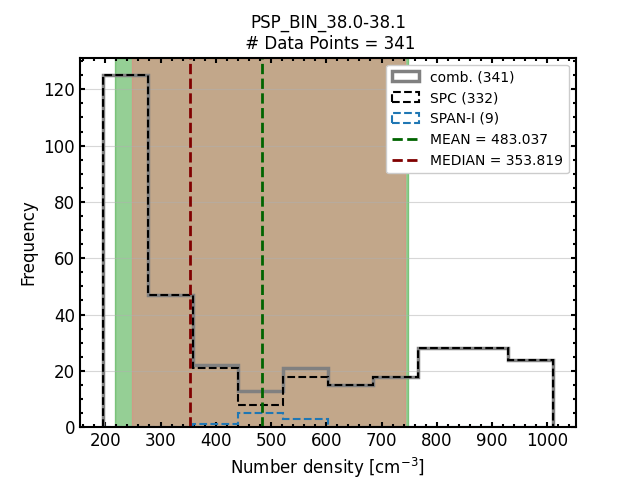 PSP_BIN_38.0-38.1
# Data Points = 341
comb. (341)
SPC (332)
SPAN-I (9)
MEAN = 483.037
MEDIAN = 353.819
Frequency
120
100
80
60
40
20
0
200 300 400 500 600 700 800 900 1000
Number density [cm⁻³]